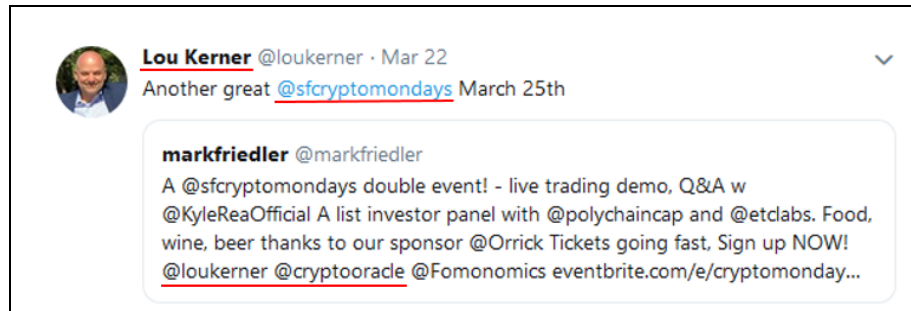 Lou Kerner @loukerner · Mar 22
Another great @sfcryptomondays March 25th
markfriedler @markfriedler
A @sfcryptomondays double event! - live trading demo, Q&A w
@KyleReaOfficial A list investor panel with @polychaincap and @etclabs. Food,
wine, beer thanks to our sponsor @Orrick Tickets going fast, Sign up NOW!
@loukerner @cryptooracle @Fomonomics eventbrite.com/e/cryptomonday...